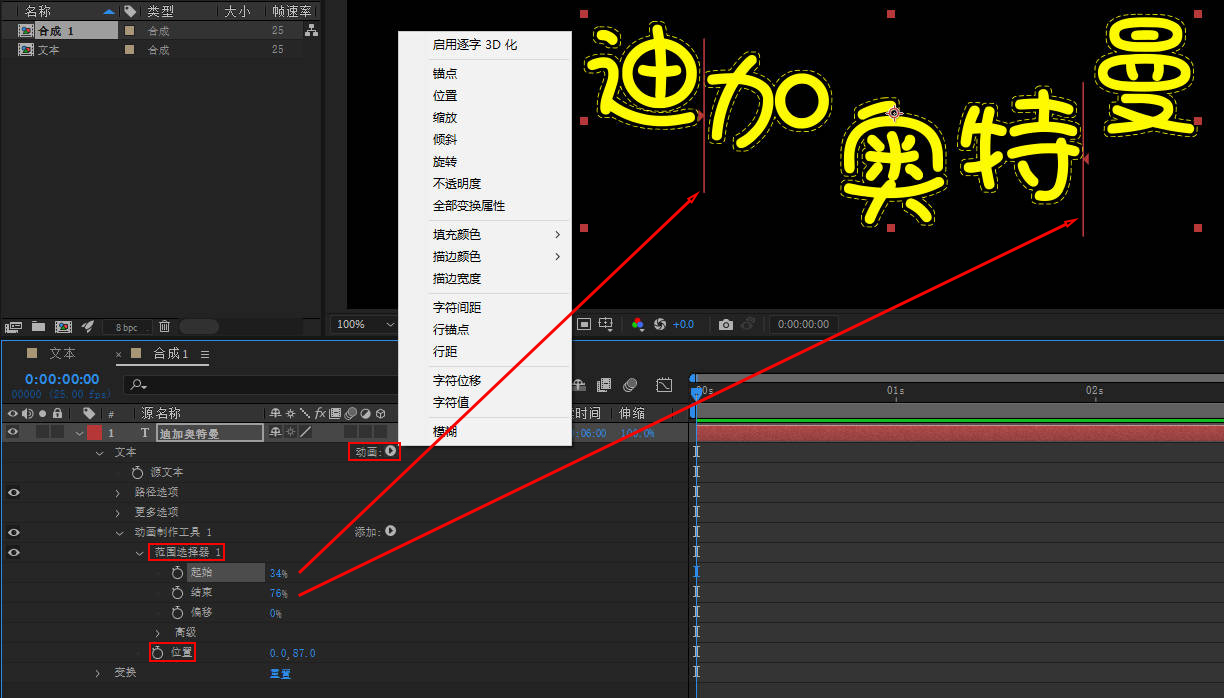 名称 类型 大小 帧速率
合成 1 合成 25
文本 合成 25
8 bpc
启用逐字 3D 化
锚点
位置
缩放
倾斜
旋转
不透明度
全部变换属性
填充颜色
描边颜色
描边宽度
字符间距
行锚点
行距
字符位移
字符值
模糊
迪加奥特曼
100%
+0.0 0:00:00:00
文本 × 合成 1
0:00:00:00
00000 (25.00 fps)
:00s 01s 02s
# 源名称 时间 伸缩
1 T 迪加奥特曼 :06:00 100.0%
文本 动画:
源文本
路径选项
更多选项
动画制作工具 1 添加:
范围选择器 1
起始 34%
结束 76%
偏移 0%
高级
位置 0.0,87.0
变换 重置